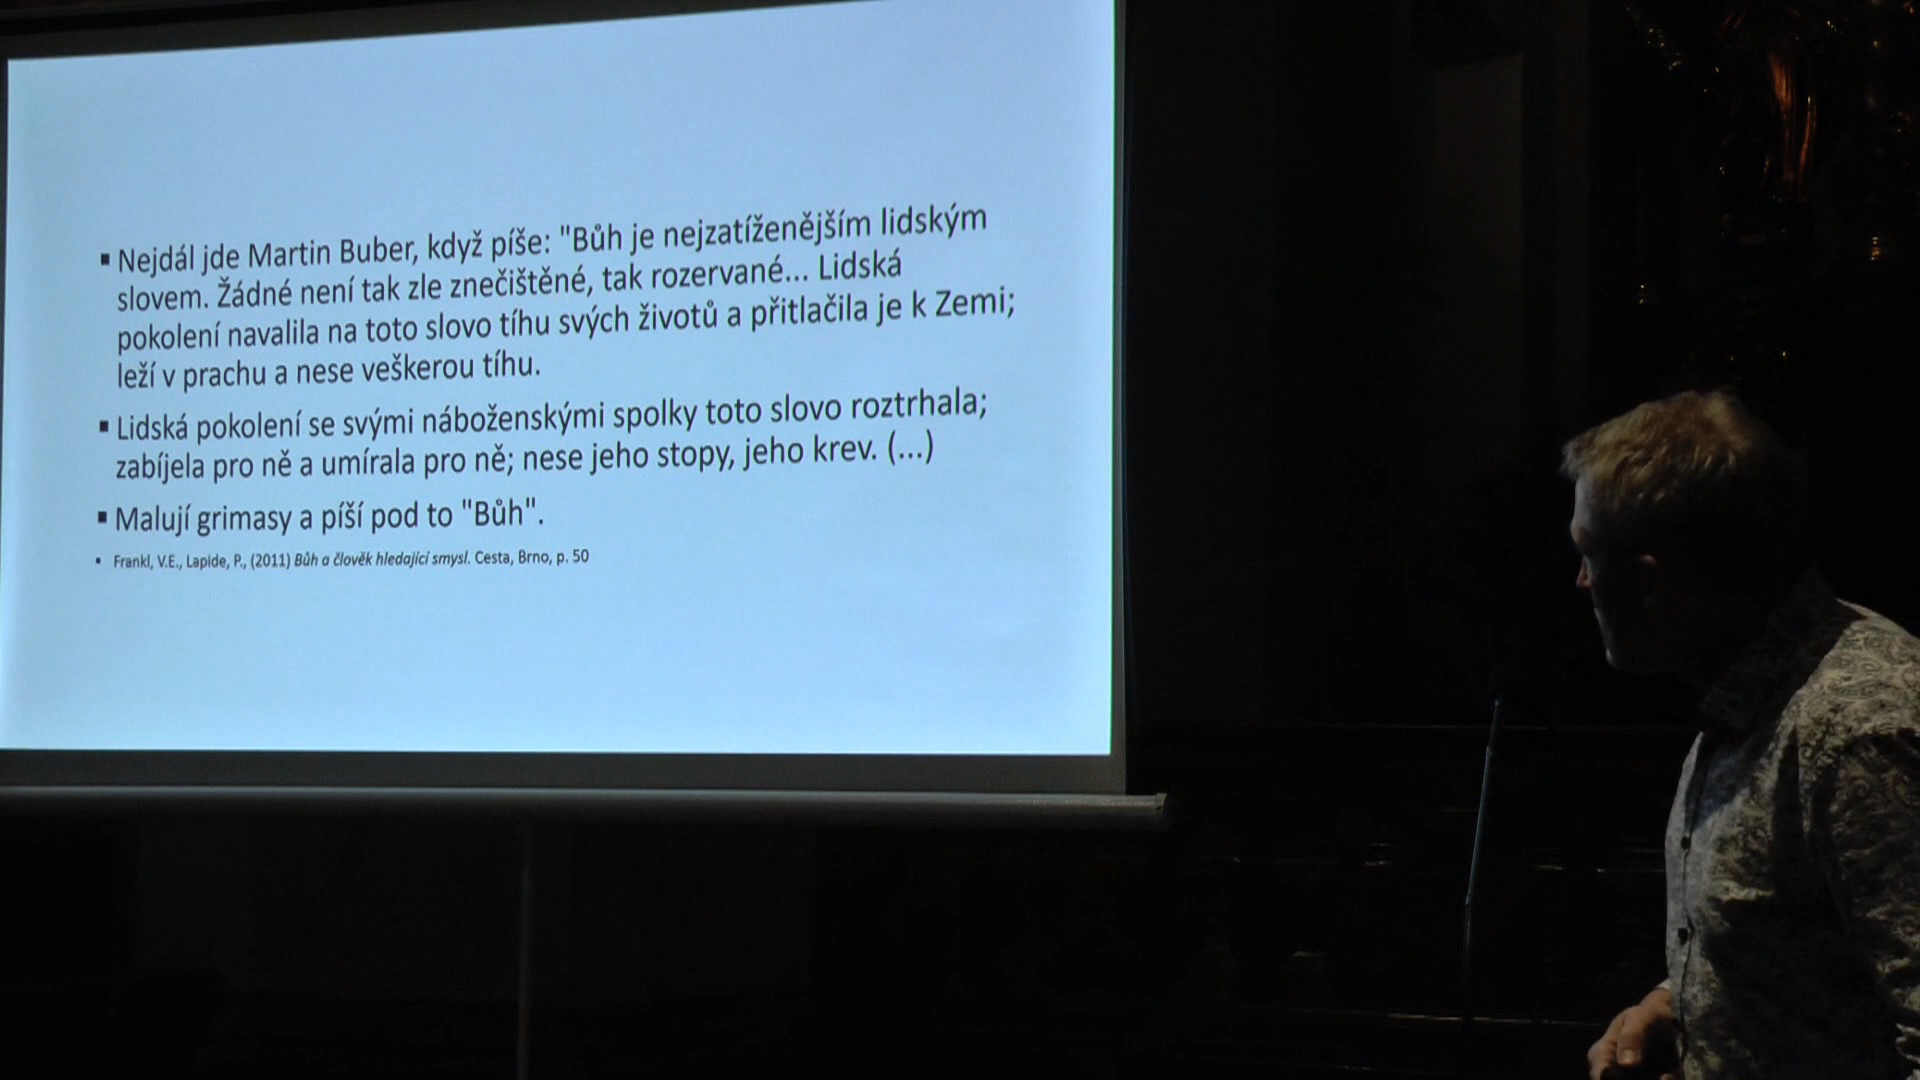 ▪ Nejdál jde Martin Buber, když píše: "Bůh je nejzatíženějším lidským
slovem. Žádné není tak zle znečištěné, tak rozervané... Lidská
pokolení navalila na toto slovo tíhu svých životů a přitlačila je k Zemi;
leží v prachu a nese veškerou tíhu.
▪ Lidská pokolení se svými náboženskými spolky toto slovo roztrhala;
zabíjela pro ně a umírala pro ně; nese jeho stopy, jeho krev. (...)
▪ Malují grimasy a píší pod to "Bůh".
▪ Frankl, V.E., Lapide, P., (2011) Bůh a člověk hledající smysl. Cesta, Brno, p. 50